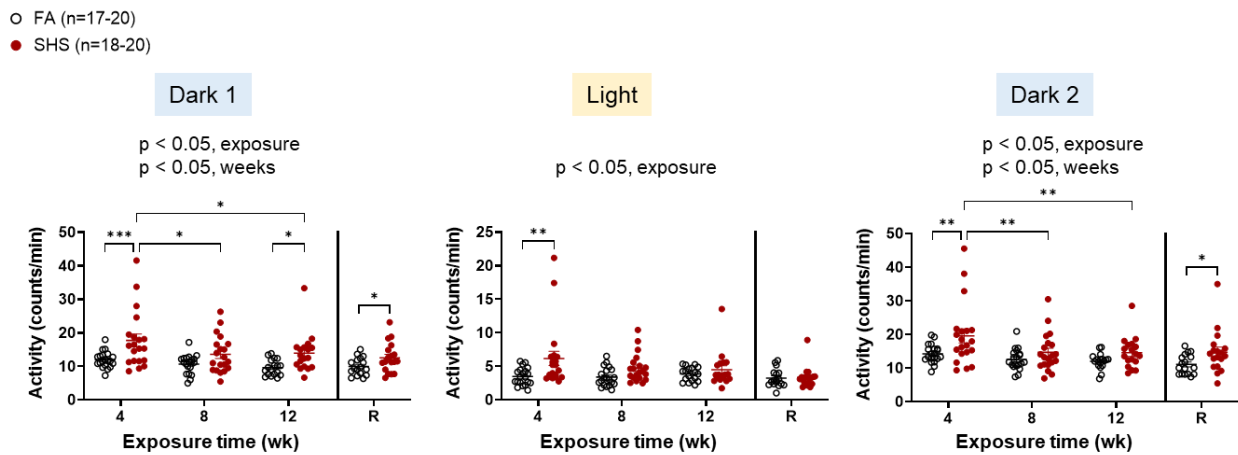 FA (n=17-20)
SHS (n=18-20)
Dark 1
p < 0.05, exposure
p < 0.05, weeks
*
***
*
*
*
Activity (counts/min)
50
40
30
20
10
0
4
8
12
R
Exposure time (wk)
Light
p < 0.05, exposure
**
Activity (counts/min)
25
20
15
10
5
0
4
8
12
R
Exposure time (wk)
Dark 2
p < 0.05, exposure
p < 0.05, weeks
**
**
**
*
Activity (counts/min)
50
40
30
20
10
0
4
8
12
R
Exposure time (wk)